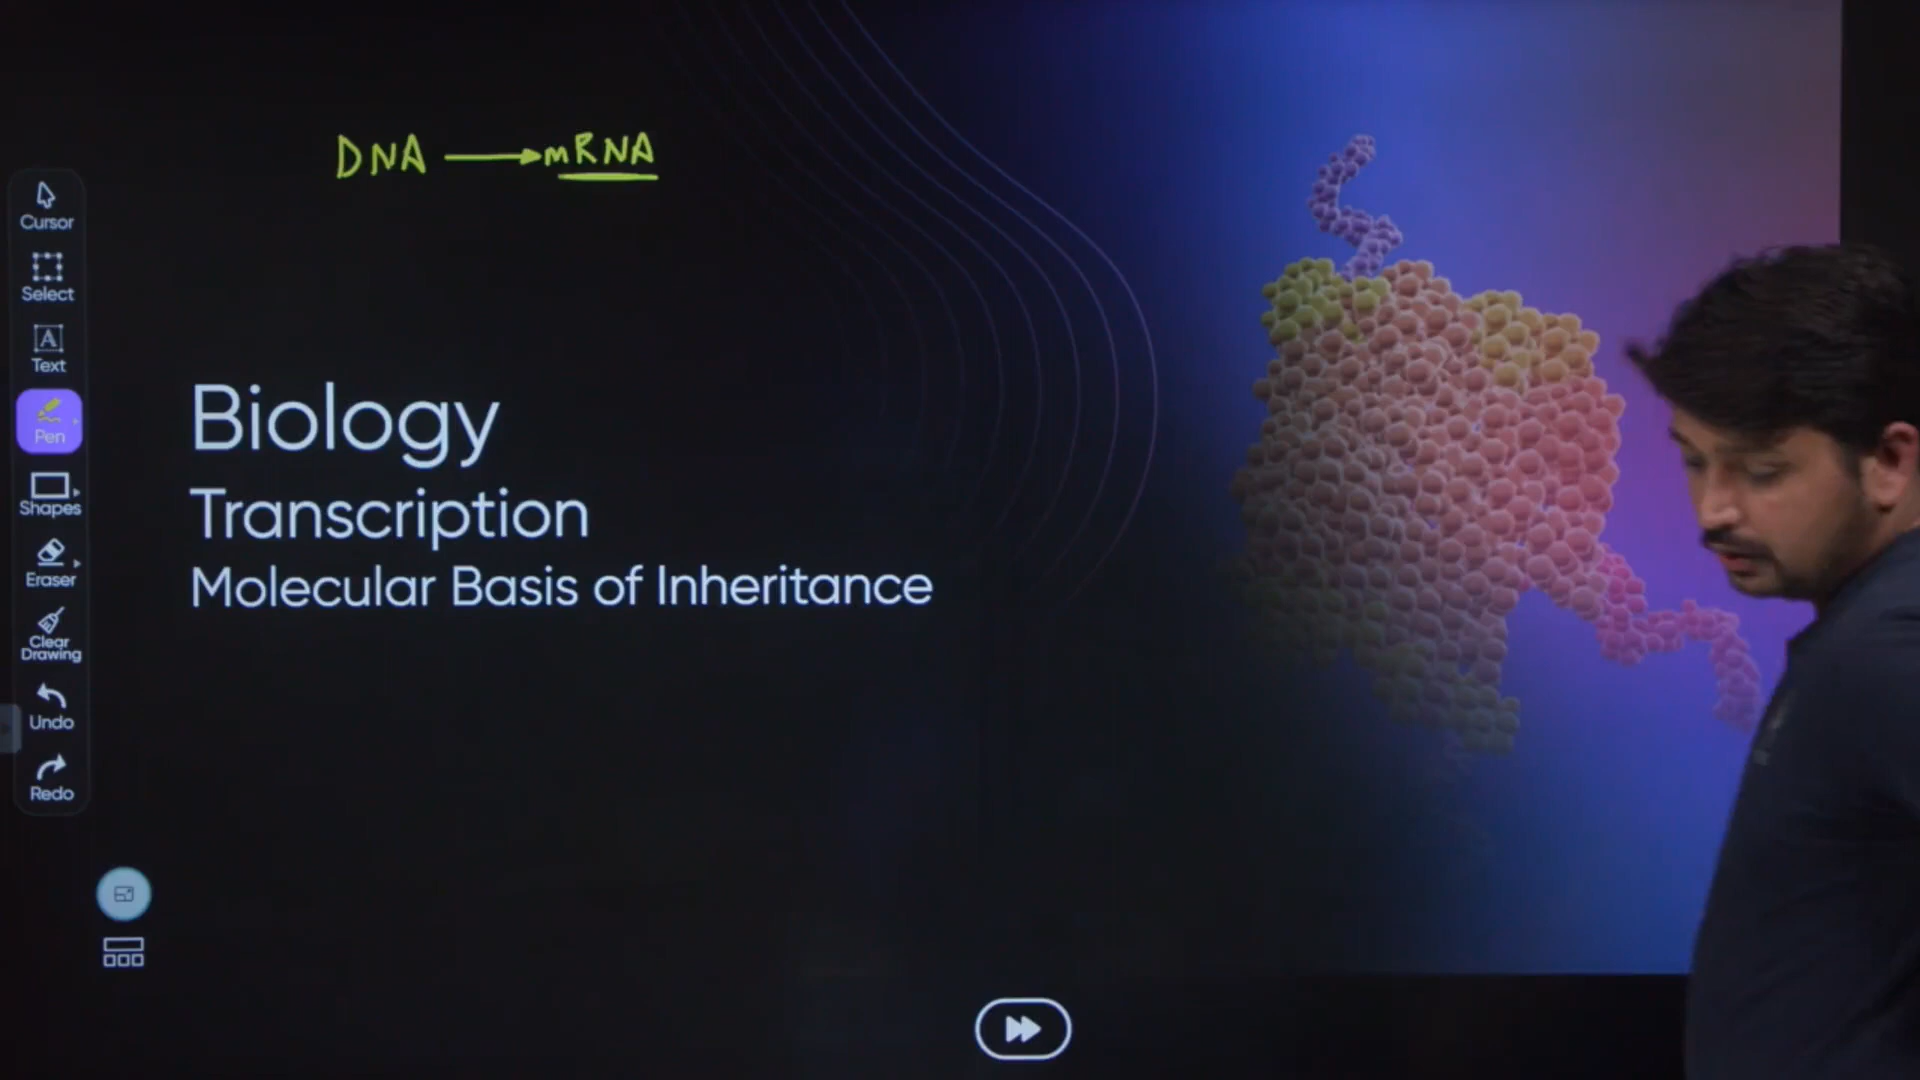 DNA → mRNA
Cursor
Select
A
Text
Pen
Shapes
Eraser
Clear
Drawing
Undo
Redo
Biology
Transcription
Molecular Basis of Inheritance